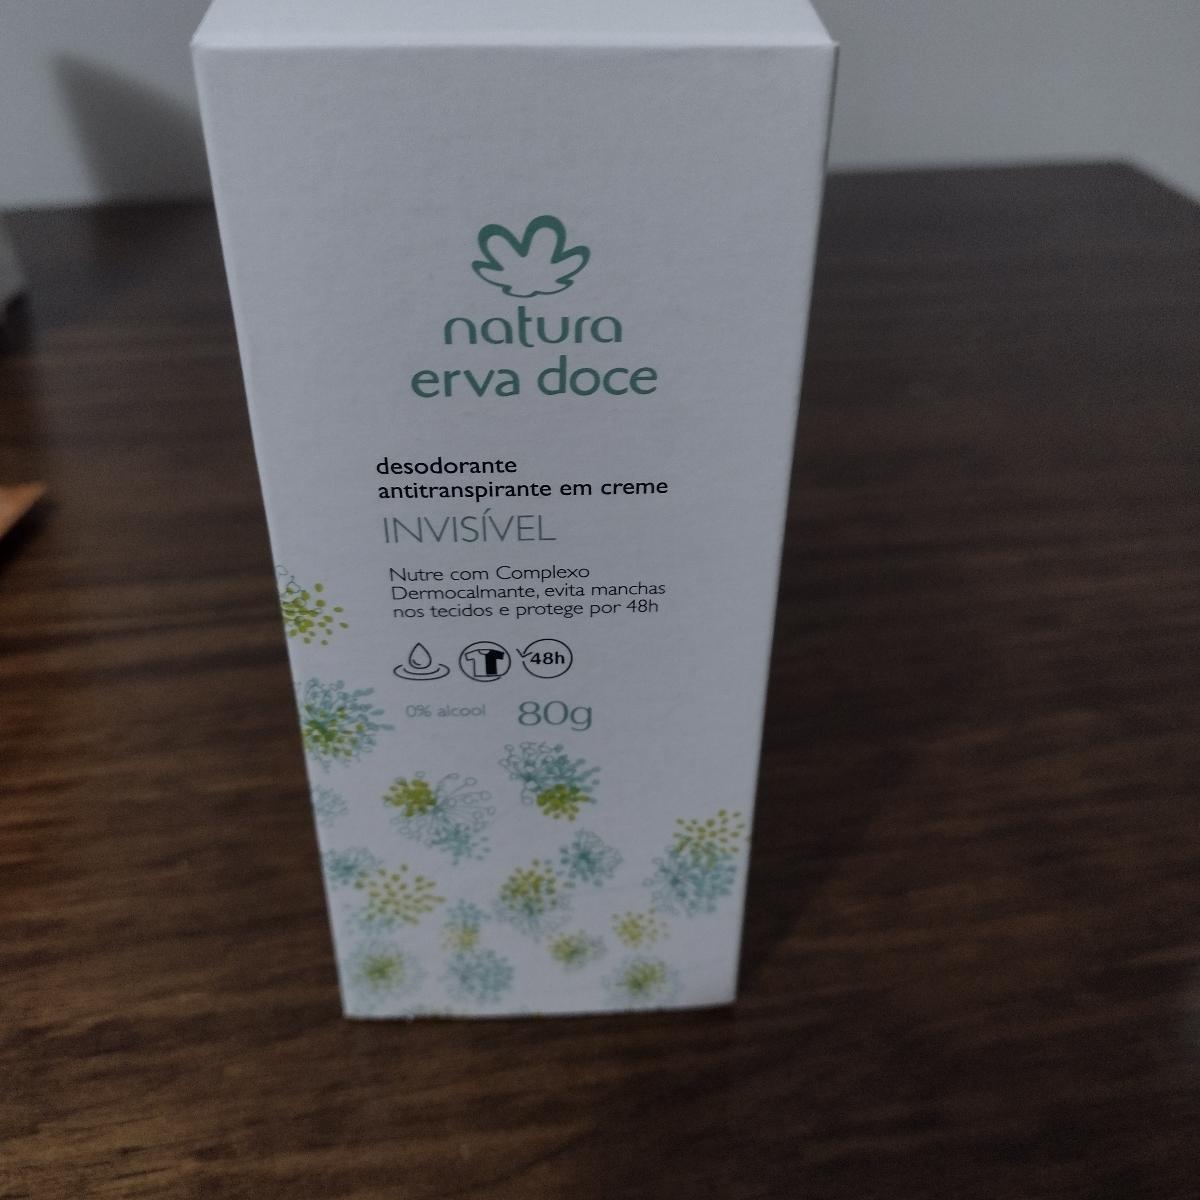 natura
erva doce
desodorante
antitranspirante em creme
INVISÍVEL
Nutre com Complexo
Dermocalmante, evita manchas
nos tecidos e protege por 48h
48h
0% alcool 80g